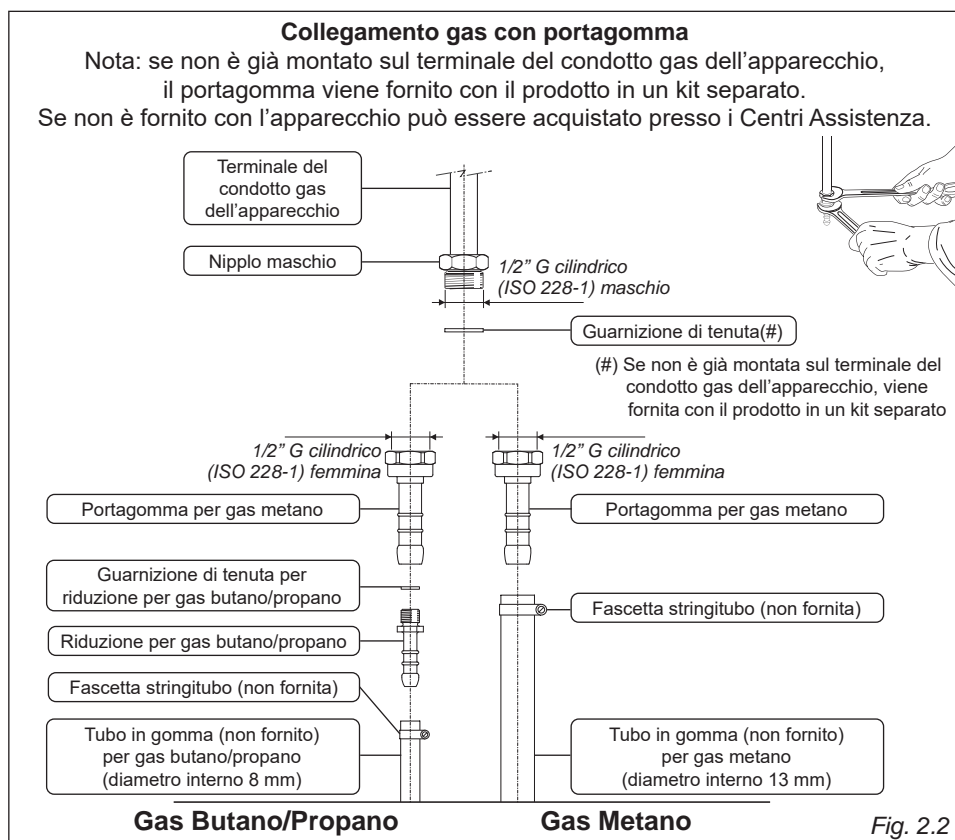 Collegamento gas con portagomma
Nota: se non è già montato sul terminale del condotto gas dell’apparecchio,
il portagomma viene fornito con il prodotto in un kit separato.
Se non è fornito con l’apparecchio può essere acquistato presso i Centri Assistenza.
Terminale del
condotto gas
dell’apparecchio
Nipplo maschio
1/2” G cilindrico
(ISO 228-1) maschio
Guarnizione di tenuta(#)
(#) Se non è già montata sul terminale del
condotto gas dell’apparecchio, viene
fornita con il prodotto in un kit separato
1/2” G cilindrico
(ISO 228-1) femmina
1/2” G cilindrico
(ISO 228-1) femmina
Portagomma per gas metano
Portagomma per gas metano
Guarnizione di tenuta per
riduzione per gas butano/propano
Fascetta stringitubo (non fornita)
Riduzione per gas butano/propano
Fascetta stringitubo (non fornita)
Tubo in gomma (non fornito)
per gas butano/propano
(diametro interno 8 mm)
Tubo in gomma (non fornito)
per gas metano
(diametro interno 13 mm)
Gas Butano/Propano
Gas Metano
Fig. 2.2